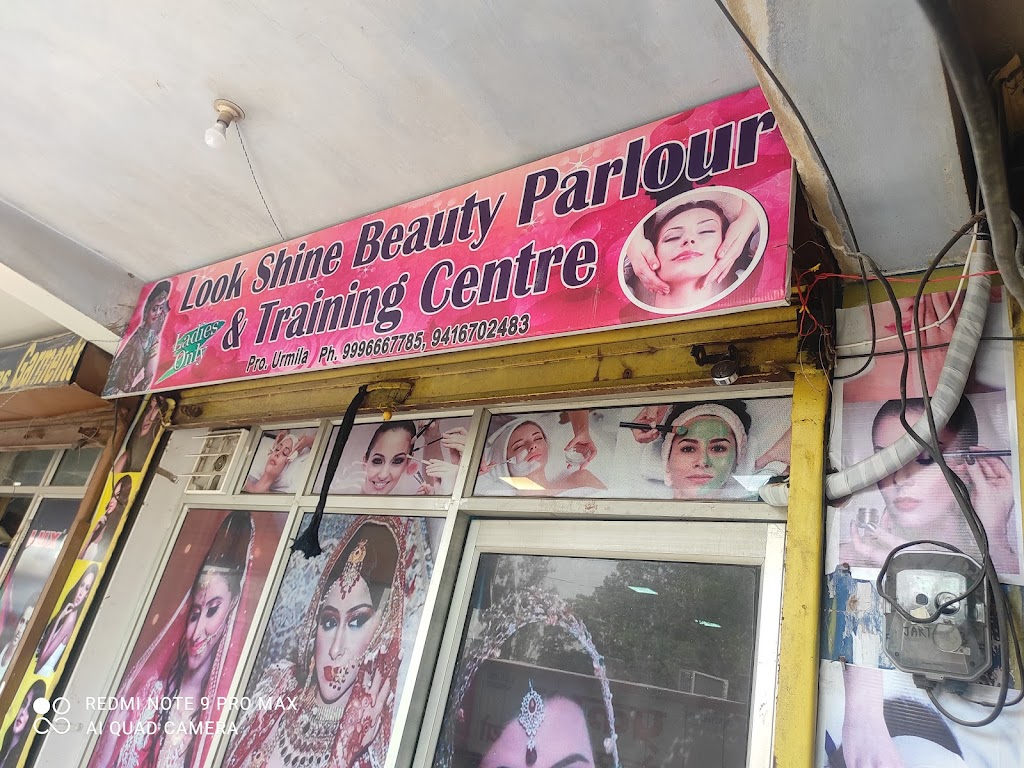 Look Shine Beauty Parlour
& Training Centre
Ladies Only
Pro. Urmila Ph. 9996667785, 9416702483
Garments
REDMI NOTE 9 PRO MAX
AI QUAD CAMERA